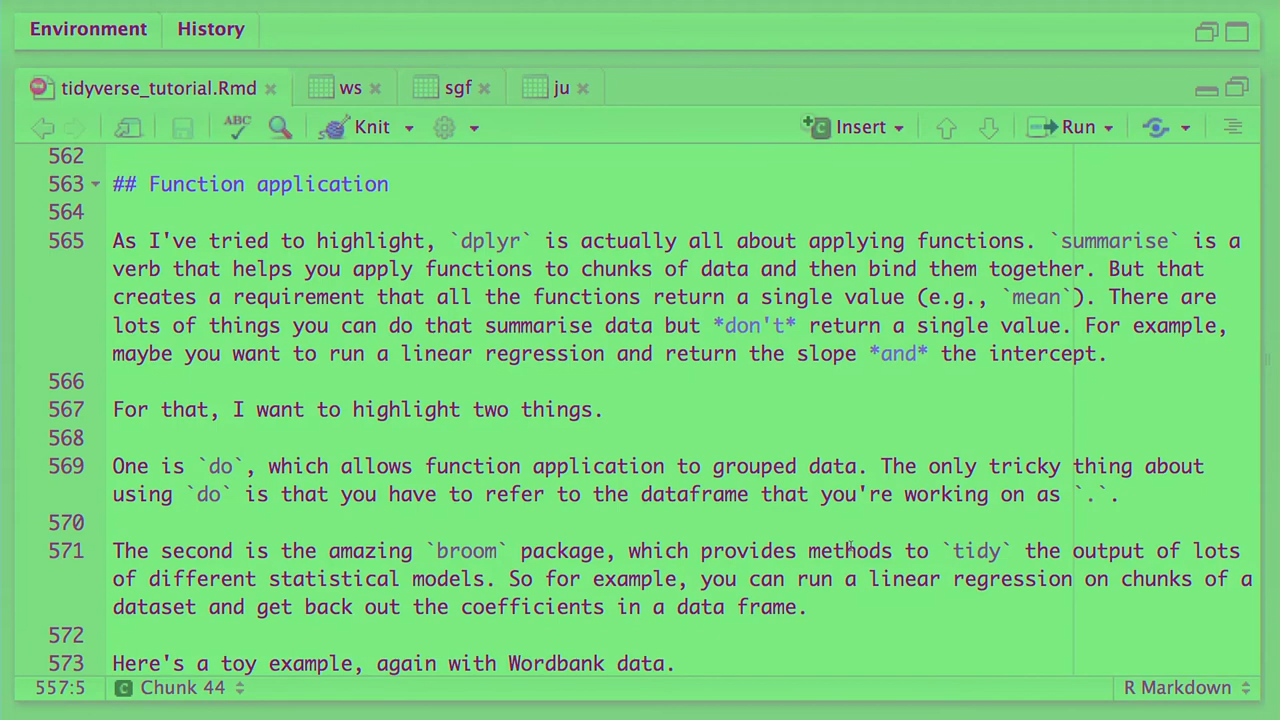 Environment History
tidyverse_tutorial.Rmd ws sgf ju
ABC Knit Insert Run
562
563 ## Function application
564
565 As I've tried to highlight, `dplyr` is actually all about applying functions. `summarise` is a
verb that helps you apply functions to chunks of data and then bind them together. But that
creates a requirement that all the functions return a single value (e.g., `mean`). There are
lots of things you can do that summarise data but *don't* return a single value. For example,
maybe you want to run a linear regression and return the slope *and* the intercept.
566
567 For that, I want to highlight two things.
568
569 One is `do`, which allows function application to grouped data. The only tricky thing about
using `do` is that you have to refer to the dataframe that you're working on as `.`.
570
571 The second is the amazing `broom` package, which provides methods to `tidy` the output of lots
of different statistical models. So for example, you can run a linear regression on chunks of a
dataset and get back out the coefficients in a data frame.
572
573 Here's a toy example, again with Wordbank data.
557:5 C Chunk 44 R Markdown